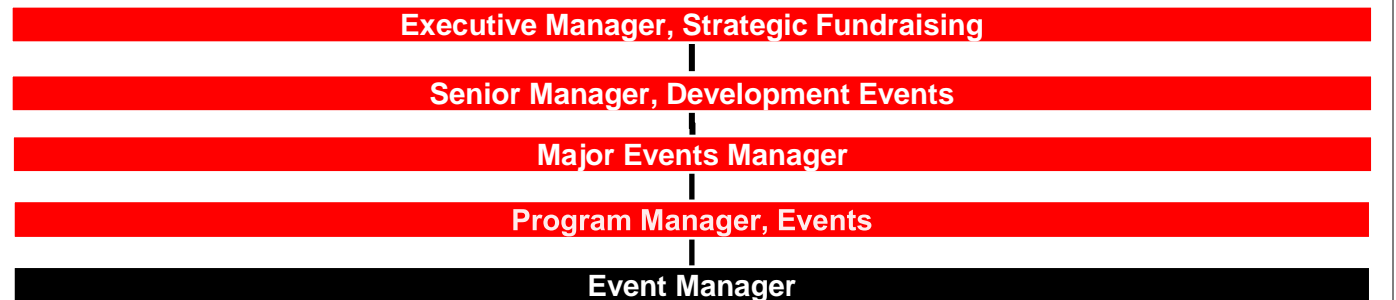 Executive Manager, Strategic Fundraising
Senior Manager, Development Events
Major Events Manager
Program Manager, Events
Event Manager